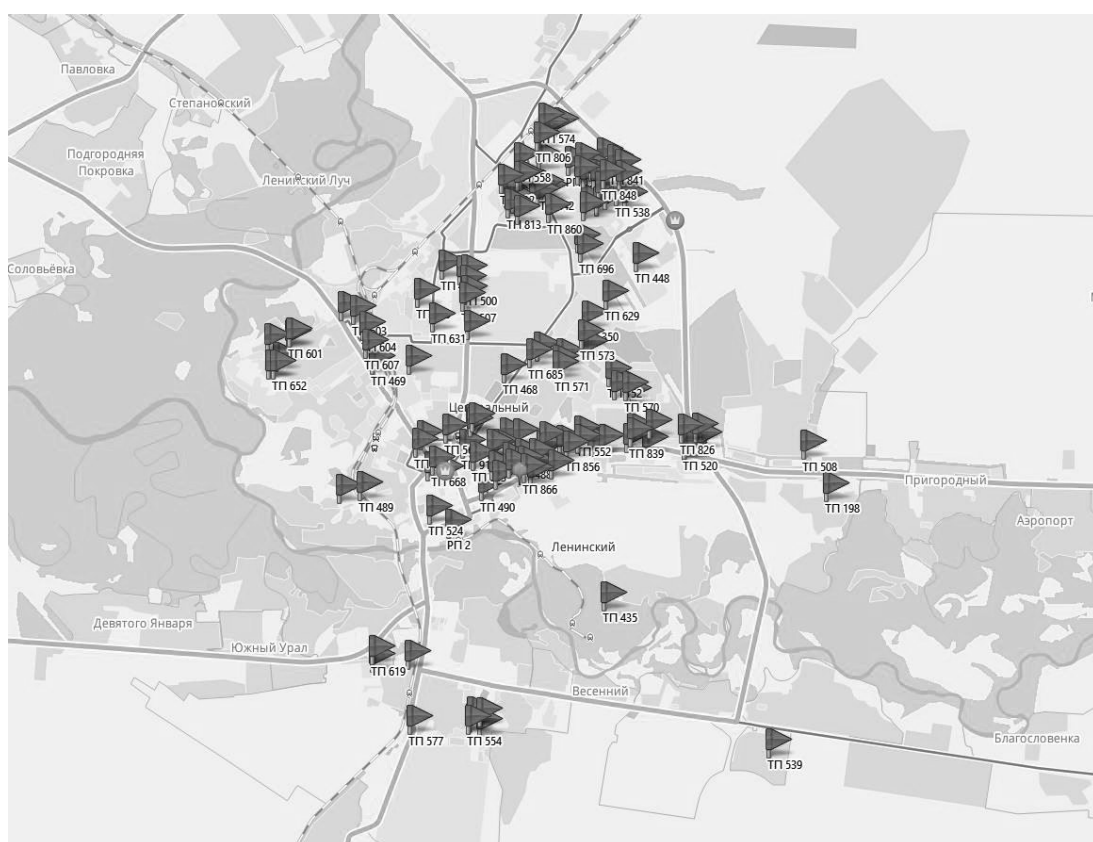 Павловка
Степановский
ТП 574
Подгородняя
Покровка
ТП 806
558
841
Ленинский Луч
ТП 848
ТП 538
ТП 813
ТП 860
Соловьёвка
ТП 696
ТП 448
ТП 500
ТП 629
ТП 631
ТП 601
ТП 604
ТП 573
ТП 607
ТП 685
ТП 571
ТП 652
ТП 469
ТП 468
ТП 570
ТП 552
ТП 839
ТП 826
ТП 856
ТП 520
ТП 508
ТП 668
Пригородный
ТП 866
ТП 489
ТП 490
ТП 198
ТП 524
Аэропорт
РП 2
Ленинский
ТП 435
Девятого Января
Южный Урал
ТП 619
Весенний
ТП 577
ТП 554
Благословенка
ТП 539